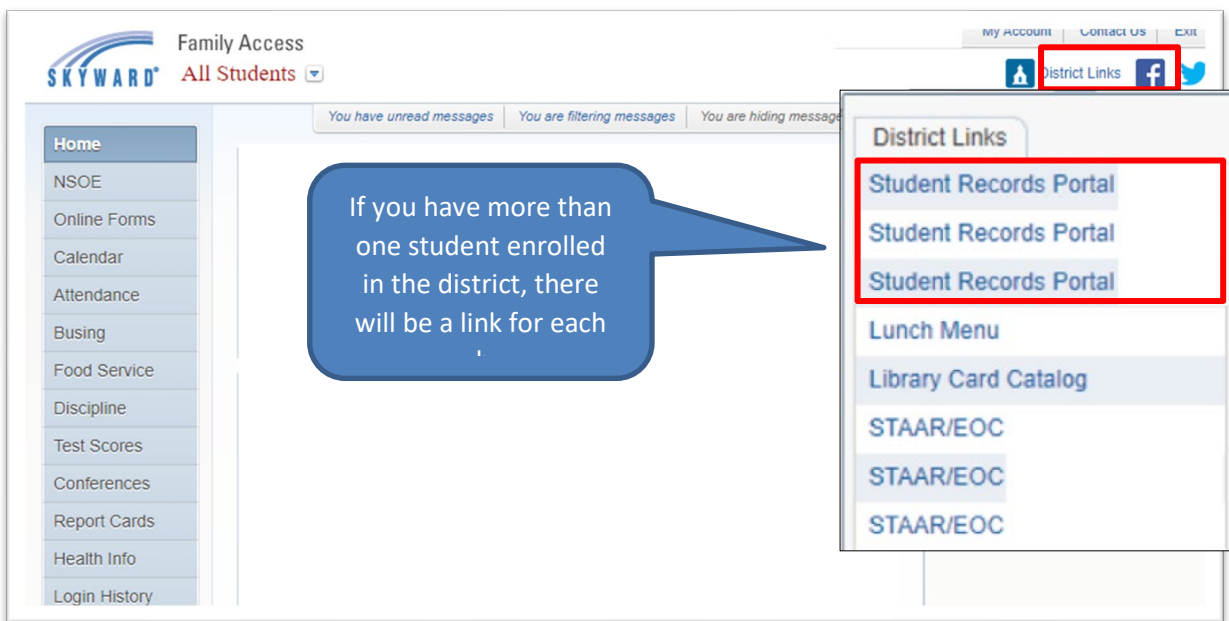 Family Access
SKYWARD®
All Students
My Account
Contact Us
Exit
District Links
You have unread messages
You are filtering messages
You are hiding message
Home
NSOE
Online Forms
Calendar
Attendance
Busing
Food Service
Discipline
Test Scores
Conferences
Report Cards
Health Info
Login History
If you have more than
one student enrolled
in the district, there
will be a link for each
District Links
Student Records Portal
Student Records Portal
Student Records Portal
Lunch Menu
Library Card Catalog
STAAR/EOC
STAAR/EOC
STAAR/EOC